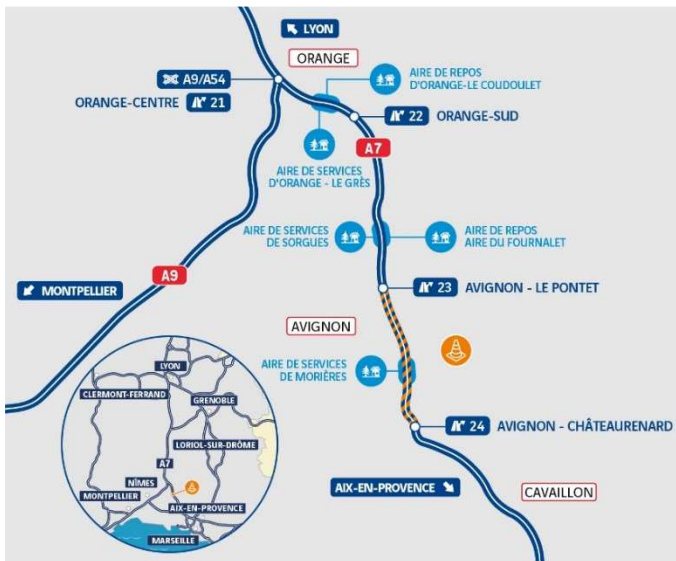 LYON
ORANGE
A9/A54
ORANGE-CENTRE 21
AIRE DE REPOS
D'ORANGE-LE COUDOULET
22 ORANGE-SUD
A7
AIRE DE SERVICES
D'ORANGE - LE GRÈS
AIRE DE SERVICES
DE SORGUES
AIRE DE REPOS
AIRE DU FOURNALET
A9
MONTPELLIER
23 AVIGNON - LE PONTET
AVIGNON
AIRE DE SERVICES
DE MORIÈRES
24 AVIGNON - CHÂTEAURENARD
AIX-EN-PROVENCE
CAVAILLON
LYON
CLERMONT-FERRAND
GRENOBLE
LORIOL-SUR-DRÔME
A7
NÎMES
MONTPELLIER
AIX-EN-PROVENCE
MARSEILLE